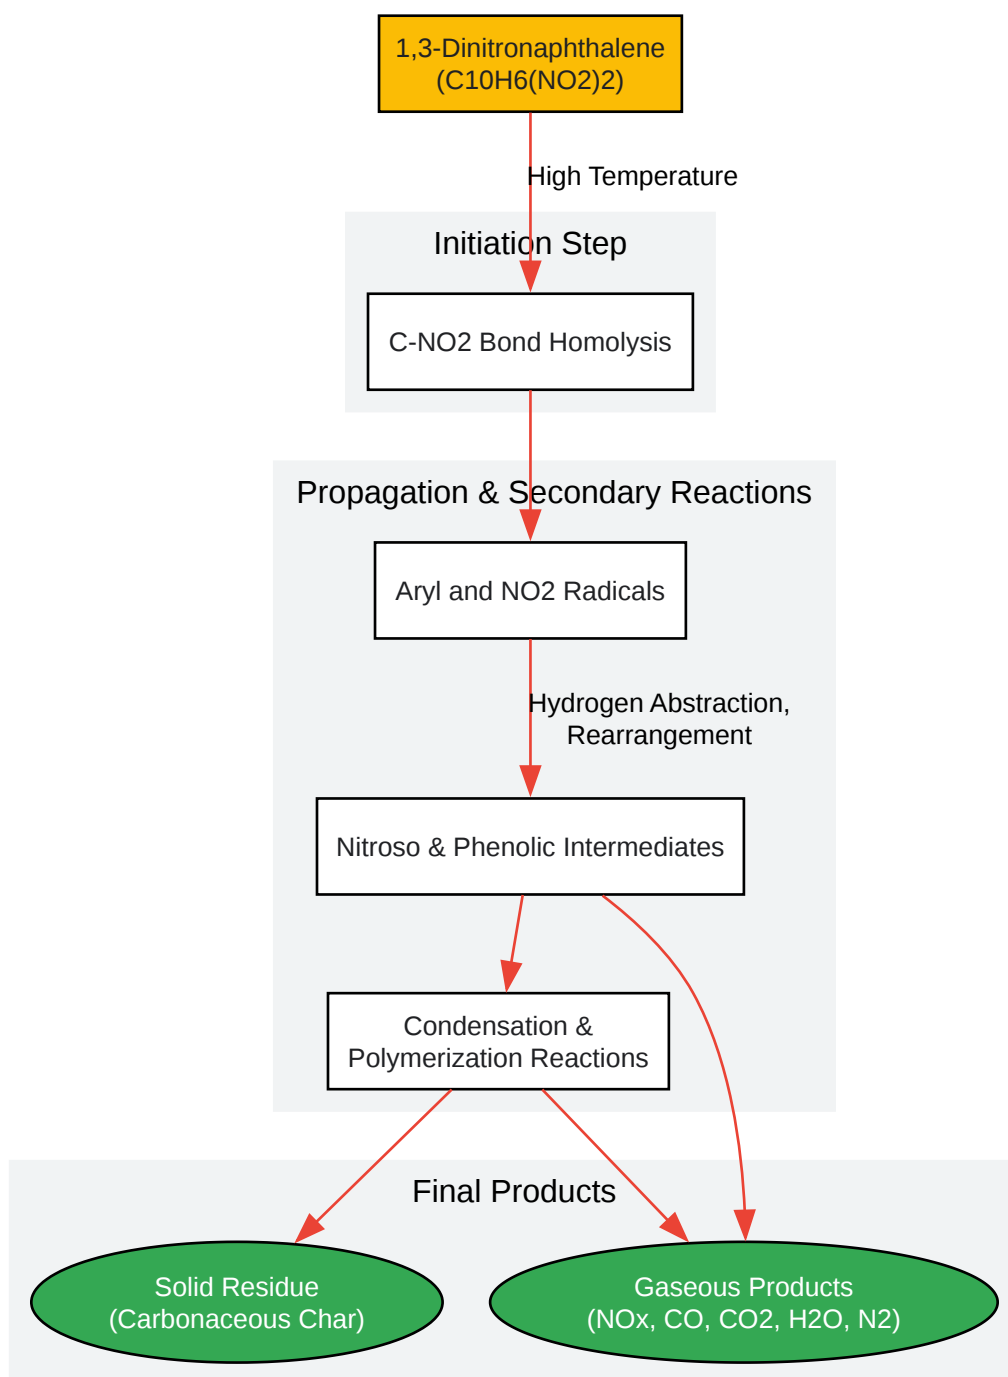 1,3-Dinitronaphthalene
(C10H6(NO2)2)
High Temperature
Initiation Step
C-NO2 Bond Homolysis
Propagation & Secondary Reactions
Aryl and NO2 Radicals
Hydrogen Abstraction,
Rearrangement
Nitroso & Phenolic Intermediates
Condensation &
Polymerization Reactions
Final Products
Solid Residue
(Carbonaceous Char)
Gaseous Products
(NOx, CO, CO2, H2O, N2)